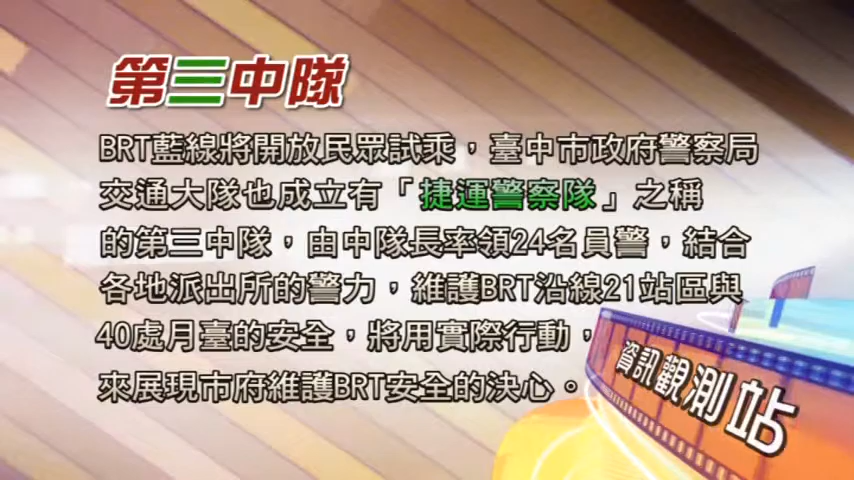 第三中隊
BRT藍線將開放民眾試乘，臺中市政府警察局
交通大隊也成立有「捷運警察隊」之稱
的第三中隊，由中隊長率領24名員警，結合
各地派出所的警力，維護BRT沿線21站區與
40處月臺的安全，將用實際行動，
來展現市府維護BRT安全的決心。
資訊觀測站